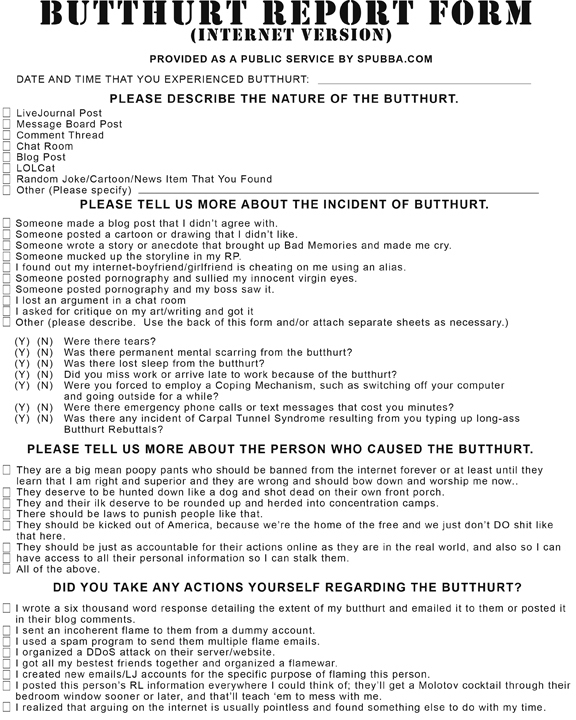 BUTTHURT REPORT FORM
(INTERNET VERSION)
PROVIDED AS A PUBLIC SERVICE BY SPUBBA.COM
DATE AND TIME THAT YOU EXPERIENCED BUTTHURT:
PLEASE DESCRIBE THE NATURE OF THE BUTTHURT.
LiveJournal Post
Message Board Post
Comment Thread
Chat Room
Blog Post
LOLCat
Random Joke/Cartoon/News Item That You Found
Other (Please specify)
PLEASE TELL US MORE ABOUT THE INCIDENT OF BUTTHURT.
Someone made a blog post that I didn't agree with.
Someone posted a cartoon or drawing that I didn't like.
Someone wrote a story or anecdote that brought up Bad Memories and made me cry.
Someone mucked up the storyline in my RP.
I found out my internet-boyfriend/girlfriend is cheating on me using an alias.
Someone posted pornography and sullied my innocent virgin eyes.
Someone posted pornography and my boss saw it.
I lost an argument in a chat room
I asked for critique on my art/writing and got it
Other (please describe. Use the back of this form and/or attach separate sheets as necessary.)
(Y) (N) Were there tears?
(Y) (N) Was there permanent mental scarring from the butthurt?
(Y) (N) Was there lost sleep from the butthurt?
(Y) (N) Did you miss work or arrive late to work because of the butthurt?
(Y) (N) Were you forced to employ a Coping Mechanism, such as switching off your computer
and going outside for a while?
(Y) (N) Were there emergency phone calls or text messages that cost you minutes?
(Y) (N) Was there any incident of Carpal Tunnel Syndrome resulting from you typing up long-ass
Butthurt Rebuttals?
PLEASE TELL US MORE ABOUT THE PERSON WHO CAUSED THE BUTTHURT.
They are a big mean poopy pants who should be banned from the internet forever or at least until they
learn that I am right and superior and they are wrong and should bow down and worship me now..
They deserve to be hunted down like a dog and shot dead on their own front porch.
They and their ilk deserve to be rounded up and herded into concentration camps.
There should be laws to punish people like that.
They should be kicked out of America, because we're the home of the free and we just don't DO shit like
that here.
They should be just as accountable for their actions online as they are in the real world, and also so I can
have access to all their personal information so I can stalk them.
All of the above.
DID YOU TAKE ANY ACTIONS YOURSELF REGARDING THE BUTTHURT?
I wrote a six thousand word response detailing the extent of my butthurt and emailed it to them or posted it
in their blog comments.
I sent an incoherent flame to them from a dummy account.
I used a spam program to send them multiple flame emails.
I organized a DDoS attack on their server/website.
I got all my bestest friends together and organized a flamewar.
I created new emails/LJ accounts for the specific purpose of flaming this person.
I posted this person's RL information everywhere I could think of; they'll get a Molotov cocktail through their
bedroom window sooner or later, and that'll teach 'em to mess with me.
I realized that arguing on the internet is usually pointless and found something else to do with my time.